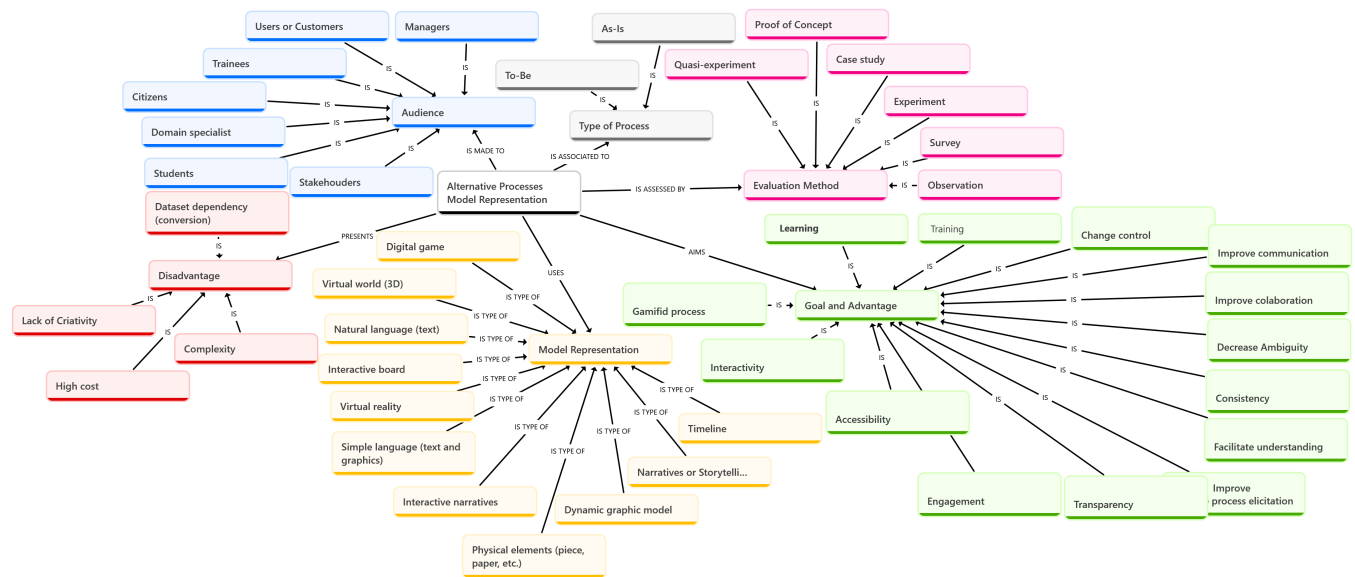 Users or Customers
Managers
As-Is
Proof of Concept
Trainees
To-Be
Quasi-experiment
Case study
IS
IS
IS
IS
IS
Citizens
IS
IS
IS
IS
Audience
Experiment
Domain specialist
IS
Type of Process
IS
IS
Students
IS
IS MADE TO
IS ASSOCIATED TO
Survey
IS
Stakehouders
IS
Alternative Processes
Model Representation
IS ASSESSED BY
Evaluation Method
IS
Observation
Dataset dependency
(conversion)
PRESENTS
Digital game
AIMS
Learning
Training
Change control
IS
IS
IS
IS
Improve communication
IS
Disadvantage
USES
Virtual world (3D)
IS TYPE OF
Goal and Advantage
Improve colaboration
IS
IS
Lack of Criativity
IS
IS
Gamifid process
IS
IS TYPE OF
Natural language (text)
IS TYPE OF
IS
IS
Decrease Ambiguity
Complexity
Model Representation
IS
Interactivity
IS
IS
IS
High cost
Interactive board
IS TYPE OF
IS TYPE OF
Consistency
IS
IS
IS
Virtual reality
IS TYPE OF
IS TYPE OF
IS TYPE OF
IS TYPE OF
IS TYPE OF
Timeline
Accessibility
Facilitate understanding
Simple language (text and
graphics)
IS TYPE OF
Narratives or Storytelli...
Interactive narratives
Dynamic graphic model
Engagement
Transparency
Improve
process elicitation
Physical elements (piece,
paper, etc.)